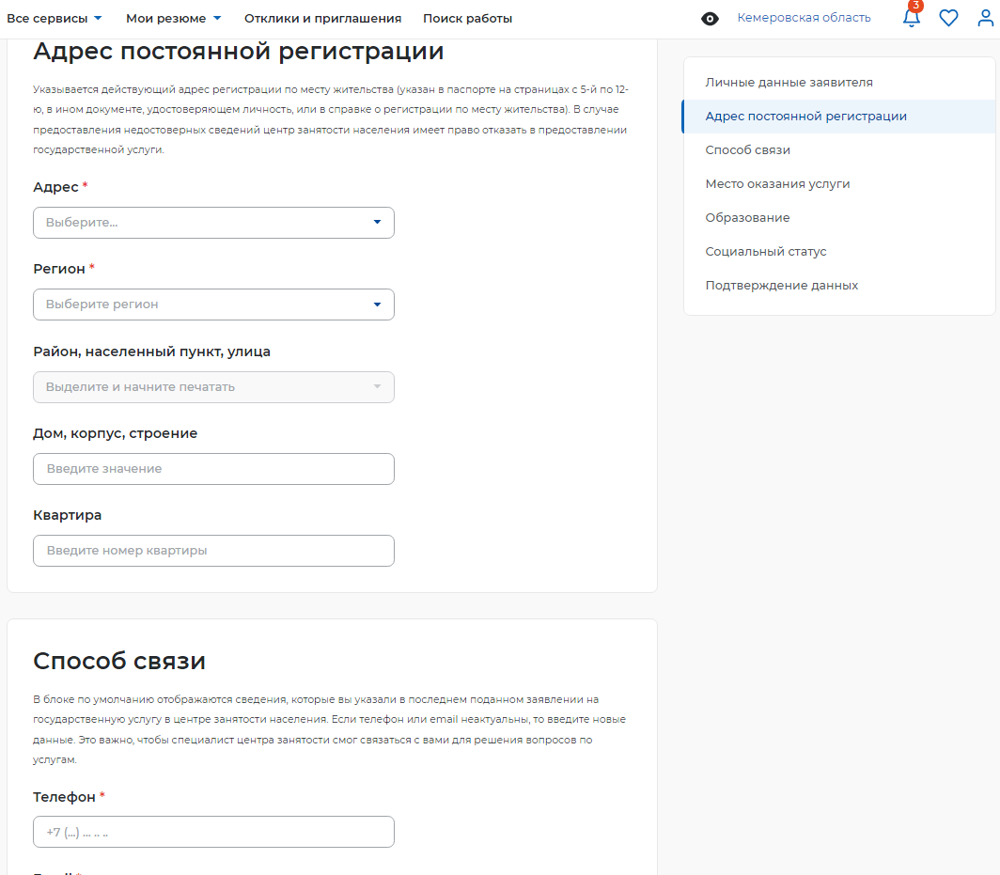 Все сервисы
Мои резюме
Отклики и приглашения
Поиск работы
Кемеровская область
3
Адрес постоянной регистрации
Указывается действующий адрес регистрации по месту жительства (указан в паспорте на страницах с 5-й по 12-
ю, в ином документе, удостоверяющем личность, или в справке о регистрации по месту жительства). В случае
предоставления недостоверных сведений центр занятости населения имеет право отказать в предоставлении
государственной услуги.
Адрес *
Выберите...
Регион *
Выберите регион
Район, населенный пункт, улица
Выделите и начните печатать
Дом, корпус, строение
Введите значение
Квартира
Введите номер квартиры
Способ связи
В блоке по умолчанию отображаются сведения, которые вы указали в последнем поданном заявлении на
государственную услугу в центре занятости населения. Если телефон или email неактуальны, то введите новые
данные. Это важно, чтобы специалист центра занятости смог связаться с вами для решения вопросов по
услугам.
Телефон *
+7 (...) ... .. ..
Личные данные заявителя
Адрес постоянной регистрации
Способ связи
Место оказания услуги
Образование
Социальный статус
Подтверждение данных